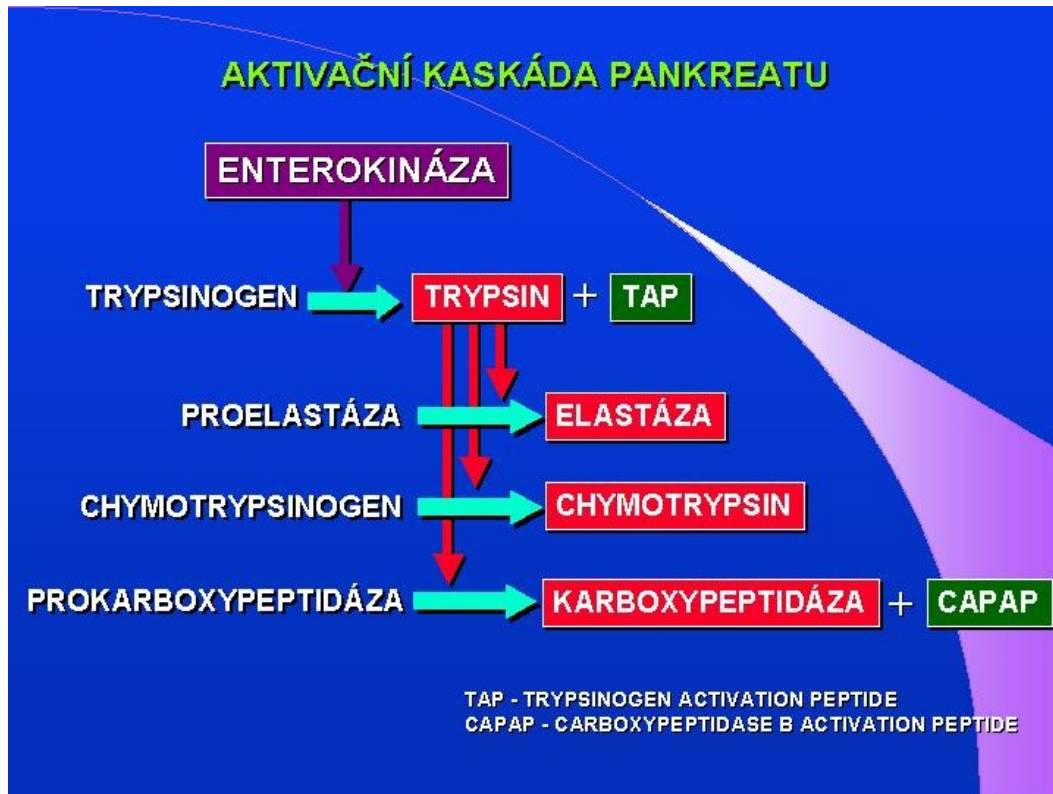 AKTIVAČNÍ KASKÁDA PANKREATU
ENTEROKINÁZA
TRYPSINOGEN TRYPSIN + TAP
PROELASTÁZA ELASTÁZA
CHYMOTRYPSINOGEN CHYMOTRYPSIN
PROKARBOXYPEPTIDÁZA KARBOXYPEPTIDÁZA + CAPAP
TAP - TRYPSINOGEN ACTIVATION PEPTIDE
CAPAP - CARBOXYPEPTIDASE B ACTIVATION PEPTIDE